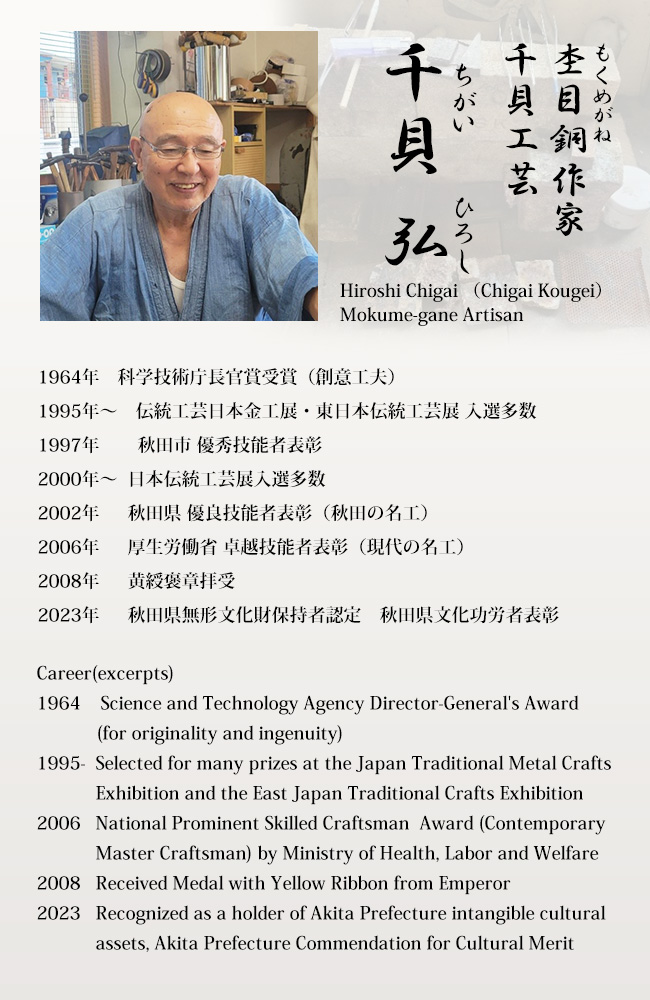 もくめがね
杢目銅作家
千貝工芸
ちがい ひろし
千貝 弘
Hiroshi Chigai （Chigai Kougei）
Mokume-gane Artisan
1964年 科学技術庁長官賞受賞（創意工夫）
1995年～ 伝統工芸日本金工展・東日本伝統工芸展 入選多数
1997年 秋田市 優秀技能者表彰
2000年～ 日本伝統工芸展入選多数
2002年 秋田県 優良技能者表彰（秋田の名工）
2006年 厚生労働省 卓越技能者表彰（現代の名工）
2008年 黄綬褒章拝受
2023年 秋田県無形文化財保持者認定 秋田県文化功労者表彰
Career(excerpts)
1964 Science and Technology Agency Director-General's Award
(for originality and ingenuity)
1995- Selected for many prizes at the Japan Traditional Metal Crafts
Exhibition and the East Japan Traditional Crafts Exhibition
2006 National Prominent Skilled Craftsman Award (Contemporary
Master Craftsman) by Ministry of Health, Labor and Welfare
2008 Received Medal with Yellow Ribbon from Emperor
2023 Recognized as a holder of Akita Prefecture intangible cultural
assets, Akita Prefecture Commendation for Cultural Merit